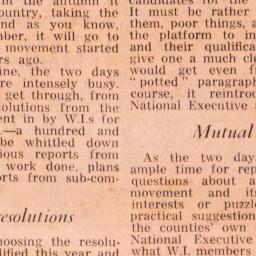 in the autumn it
country, taking the
and as you know,
mber, it will go to
movement started
rs ago.
ine, the two days
re intensely busy.
get through, from
solutions from the
ent in by W.I.s for
.—a hundred and
be whittled down
ious reports from
work done, plans
orts from sub-com-
resolutions
hoosing the resolu-
lified this year and
candidates for the
It must be rather
them, poor things, a
the platform to in
and their qualifica
give one a much cle
would get even f
"potted" paragraph
course, it reintrod
National Executive
Mutual
As the two day
ample time for rep
questions about a
movement and its
interests or puzzle
practical suggestion
the counties' own
National Executive
what W.I. members